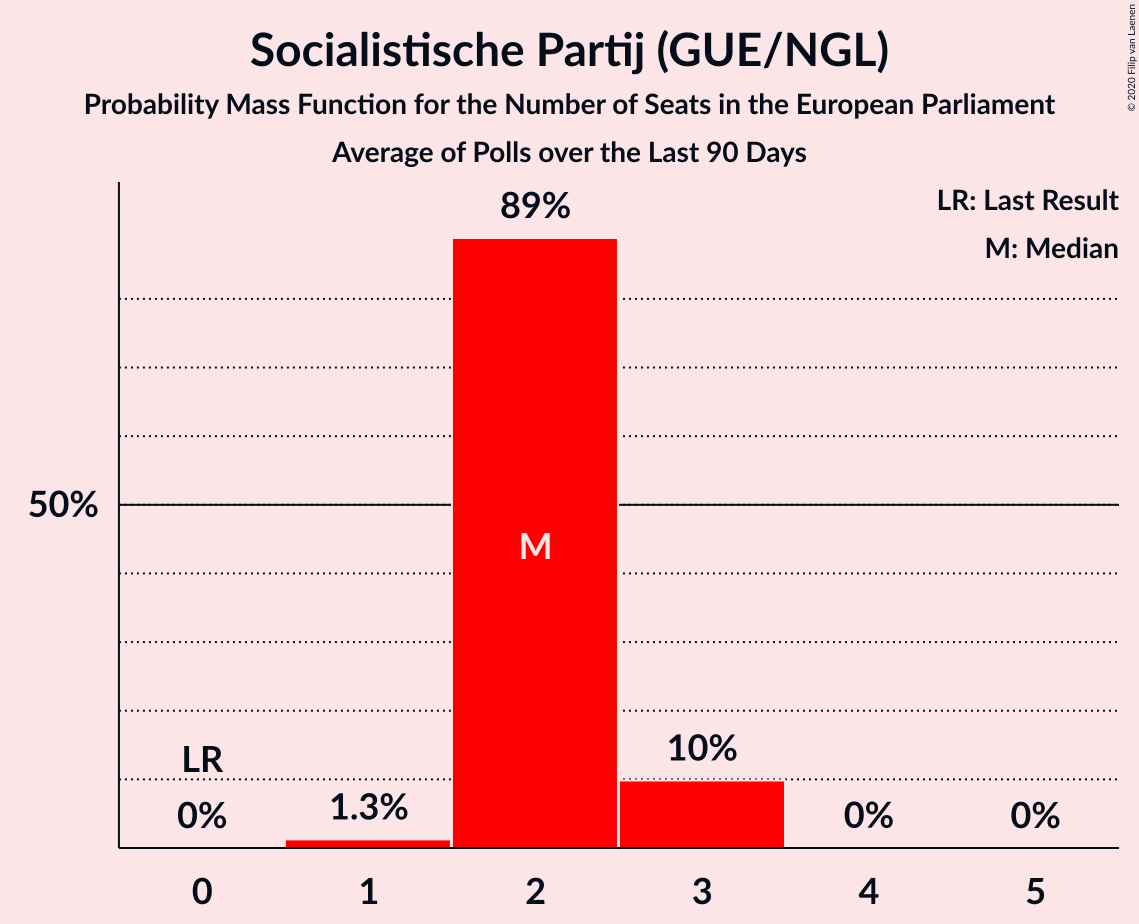 Socialistische Partij (GUE/NGL)
Probability Mass Function for the Number of Seats in the European Parliament
Average of Polls over the Last 90 Days
© 2020 Filip van Laenen
LR: Last Result
M: Median
89%
50%
M
LR
0%
1.3%
10%
0%
0%
0 1 2 3 4 5